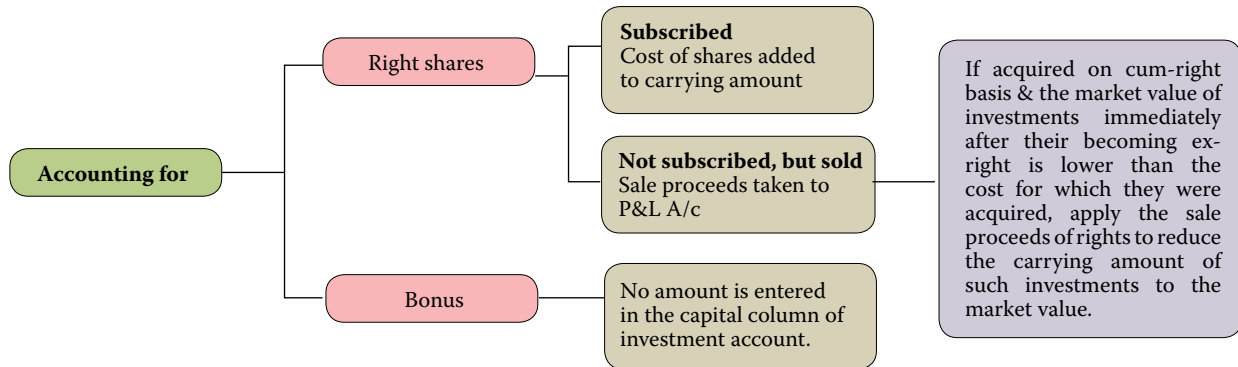 Accounting for
Right shares
Subscribed
Cost of shares added
to carrying amount
Not subscribed, but sold
Sale proceeds taken to
P&L A/c
If acquired on cum-right
basis & the market value of
investments immediately
after their becoming ex-
right is lower than the
cost for which they were
acquired, apply the sale
proceeds of rights to reduce
the carrying amount of
such investments to the
market value.
Bonus
No amount is entered
in the capital column of
investment account.